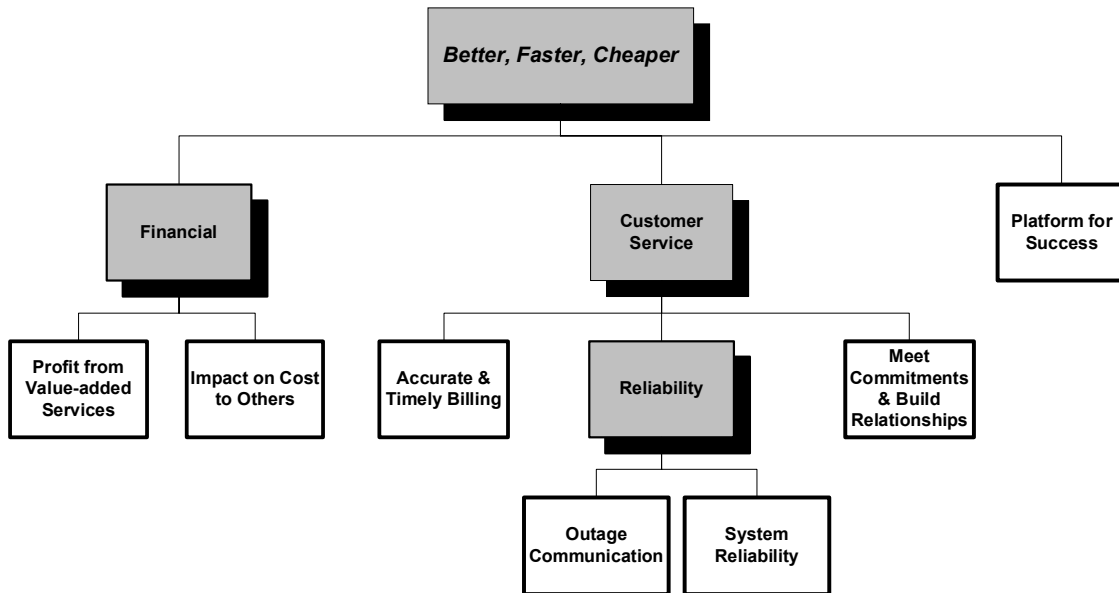 Better, Faster, Cheaper
Financial
Customer
Service
Platform for
Success
Profit from
Value-added
Services
Impact on Cost
to Others
Accurate &
Timely Billing
Reliability
Meet
Commitments
& Build
Relationships
Outage
Communication
System
Reliability